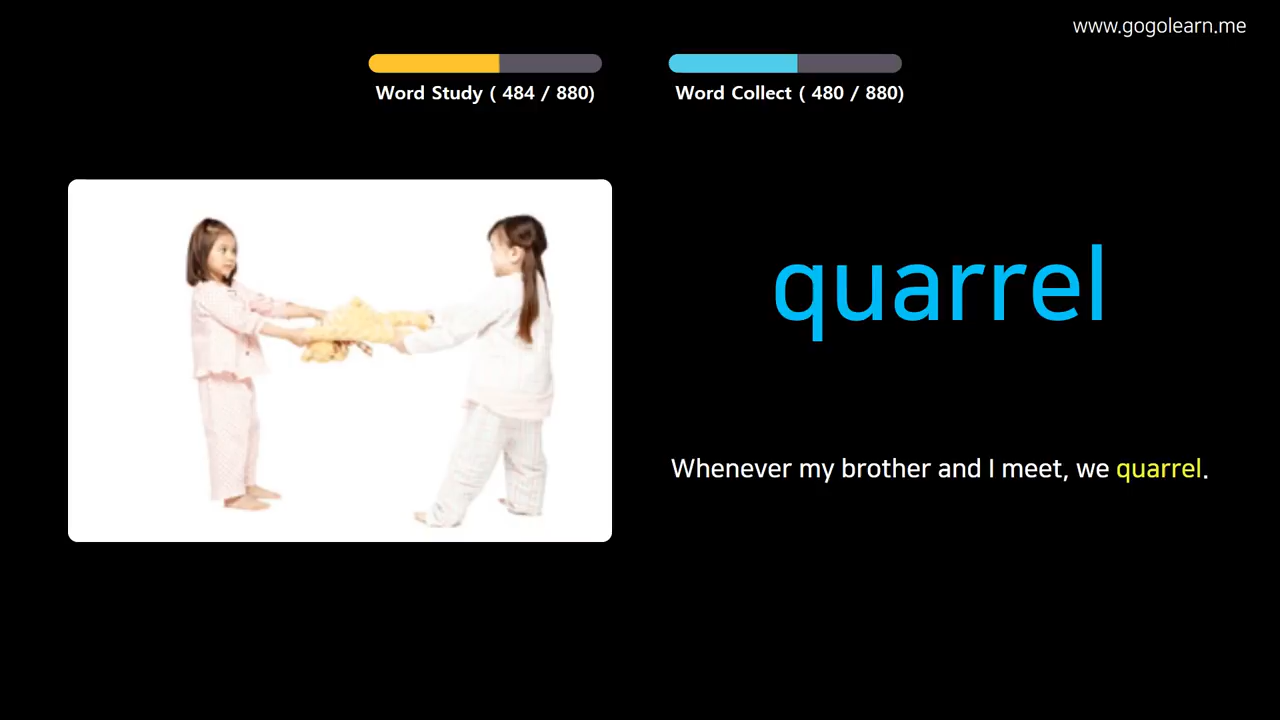 www.gogolearn.me
Word Study ( 484 / 880)
Word Collect ( 480 / 880)
quarrel
Whenever my brother and I meet, we quarrel.